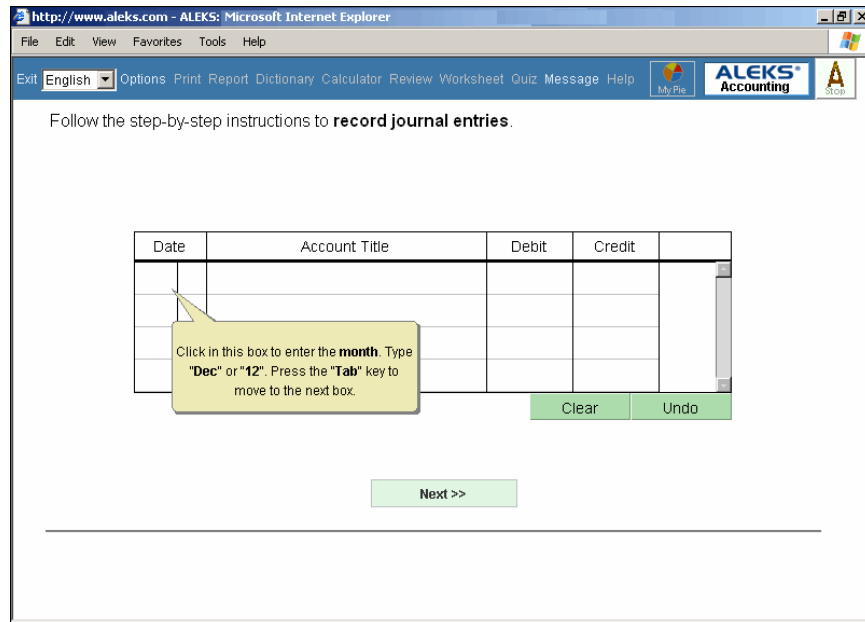 http://www.aleks.com - ALEKS: Microsoft Internet Explorer
File Edit View Favorites Tools Help
Exit English Options Print Report Dictionary Calculator Review Worksheet Quiz Message Help MyPie ALEKS® Accounting A Stop
Follow the step-by-step instructions to record journal entries.
Date Account Title Debit Credit
Click in this box to enter the month. Type
"Dec" or "12". Press the "Tab" key to
move to the next box.
Clear Undo
Next >>